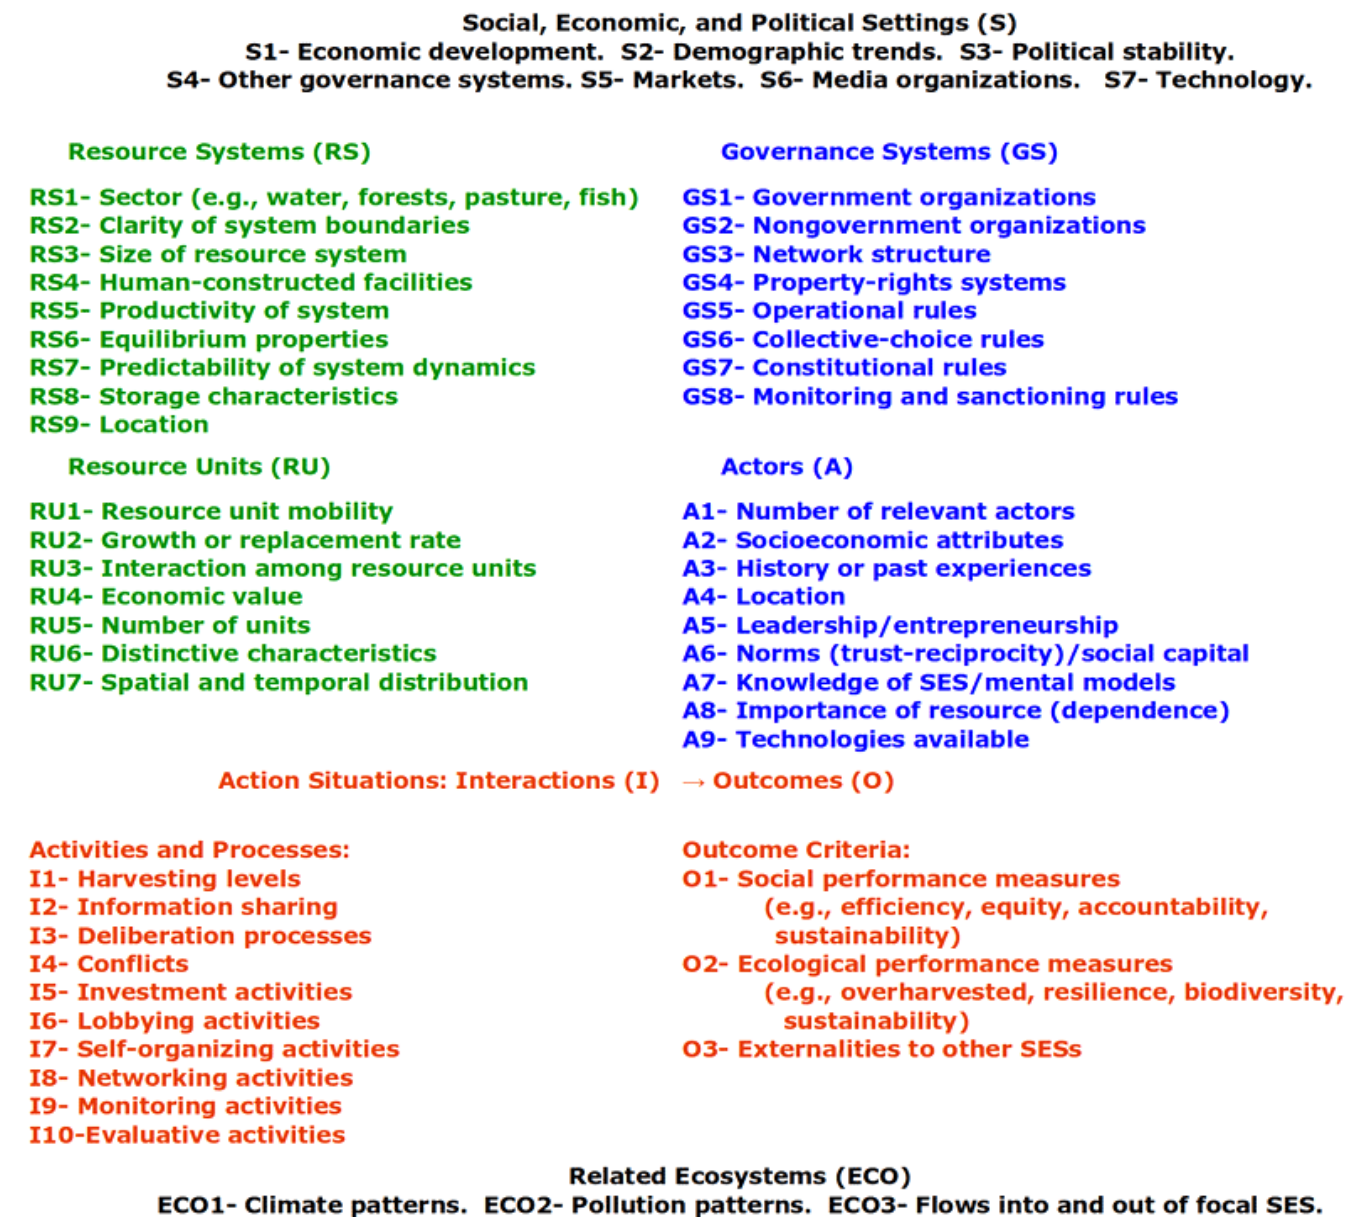 Social, Economic, and Political Settings (S)
S1- Economic development.  S2- Demographic trends.  S3- Political stability.
S4- Other governance systems. S5- Markets.  S6- Media organizations.   S7- Technology.
Resource Systems (RS)
RS1- Sector (e.g., water, forests, pasture, fish)
RS2- Clarity of system boundaries
RS3- Size of resource system
RS4- Human-constructed facilities
RS5- Productivity of system
RS6- Equilibrium properties
RS7- Predictability of system dynamics
RS8- Storage characteristics
RS9- Location
Governance Systems (GS)
GS1- Government organizations
GS2- Nongovernment organizations
GS3- Network structure
GS4- Property-rights systems
GS5- Operational rules
GS6- Collective-choice rules
GS7- Constitutional rules
GS8- Monitoring and sanctioning rules
Resource Units (RU)
RU1- Resource unit mobility
RU2- Growth or replacement rate
RU3- Interaction among resource units
RU4- Economic value
RU5- Number of units
RU6- Distinctive characteristics
RU7- Spatial and temporal distribution
Actors (A)
A1- Number of relevant actors
A2- Socioeconomic attributes
A3- History or past experiences
A4- Location
A5- Leadership/entrepreneurship
A6- Norms (trust-reciprocity)/social capital
A7- Knowledge of SES/mental models
A8- Importance of resource (dependence)
A9- Technologies available
Action Situations: Interactions (I)   → Outcomes (O)
Activities and Processes:
I1- Harvesting levels
I2- Information sharing
I3- Deliberation processes
I4- Conflicts
I5- Investment activities
I6- Lobbying activities
I7- Self-organizing activities
I8- Networking activities
I9- Monitoring activities
I10-Evaluative activities
Outcome Criteria:
O1- Social performance measures
(e.g., efficiency, equity, accountability,
sustainability)
O2- Ecological performance measures
(e.g., overharvested, resilience, biodiversity,
sustainability)
O3- Externalities to other SESs
Related Ecosystems (ECO)
ECO1- Climate patterns.  ECO2- Pollution patterns.  ECO3- Flows into and out of focal SES.